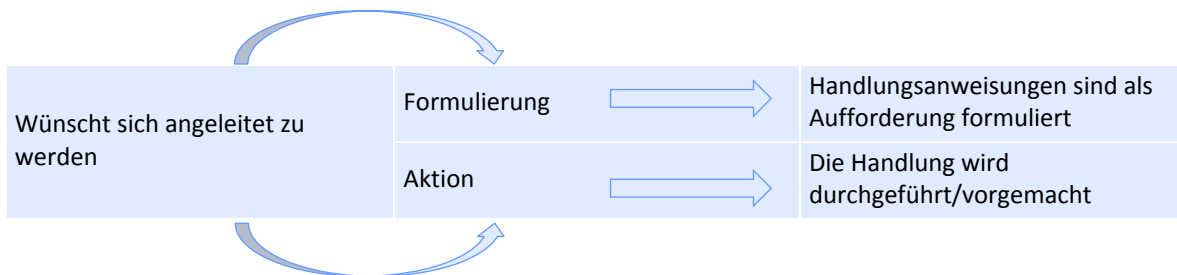 Wünscht sich angeleitet zu
werden
Formulierung
Handlungsanweisungen sind als
Aufforderung formuliert
Aktion
Die Handlung wird
durchgeführt/vorgemacht